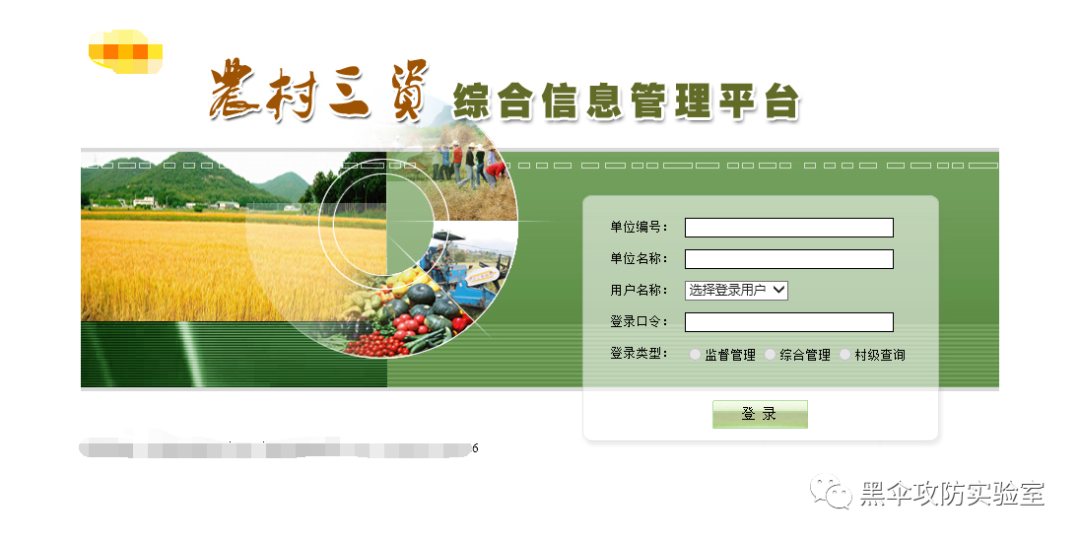 农村三資 综合信息管理平台
单位编号：
单位名称：
用户名称： 选择登录用户
登录口令：
登录类型： 监督管理 综合管理 村级查询
登 录
6
黑伞攻防实验室